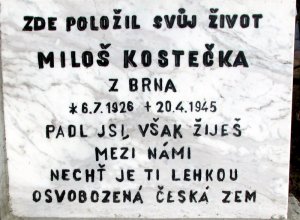 ZDE POLOŽIL SVŮJ ŽIVOT
MILOŠ KOSTEČKA
Z BRNA
* 6.7.1926 + 20.4.1945
PADL JSI, VŠAK ŽIJEŠ
MEZI NÁMI
NECHŤ JE TI LEHKOU
OSVOBOZENÁ ČESKÁ ZEM